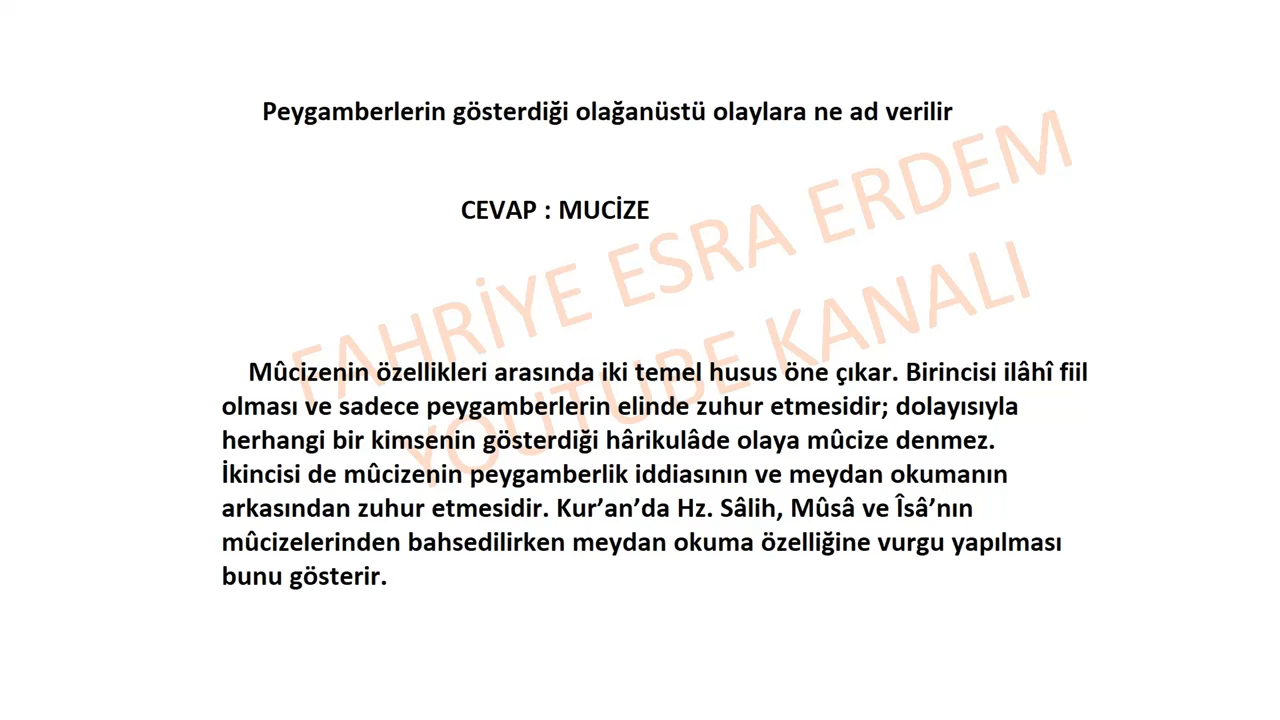 Peygamberlerin gösterdiği olağanüstü olaylara ne ad verilir
CEVAP : MUCİZE
FAHRİYE ESRA ERDEM
YOUTUBE KANALI
Mûcizenin özellikleri arasında iki temel husus öne çıkar. Birincisi ilâhî fiil
olması ve sadece peygamberlerin elinde zuhur etmesidir; dolayısıyla
herhangi bir kimsenin gösterdiği hârikulâde olaya mûcize denmez.
İkincisi de mûcizenin peygamberlik iddiasının ve meydan okumanın
arkasından zuhur etmesidir. Kur’an’da Hz. Sâlih, Mûsâ ve Îsâ’nın
mûcizelerinden bahsedilirken meydan okuma özelliğine vurgu yapılması
bunu gösterir.